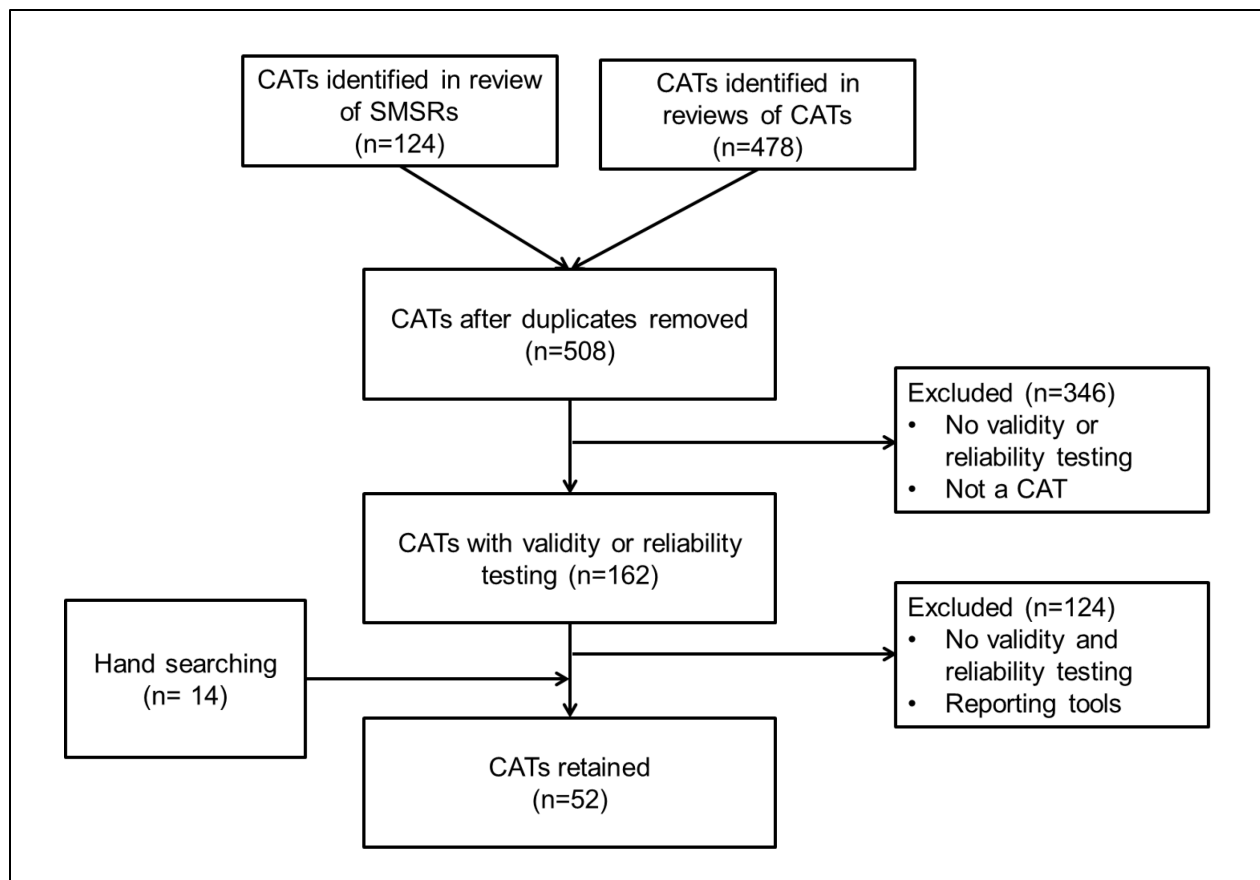 CATs identified in review
of SMSRs
(n=124)
CATs identified in
reviews of CATs
(n=478)
CATs after duplicates removed
(n=508)
Excluded (n=346)
• No validity or
reliability testing
• Not a CAT
CATs with validity or reliability
testing (n=162)
Excluded (n=124)
• No validity and
reliability testing
• Reporting tools
Hand searching
(n= 14)
CATs retained
(n=52)